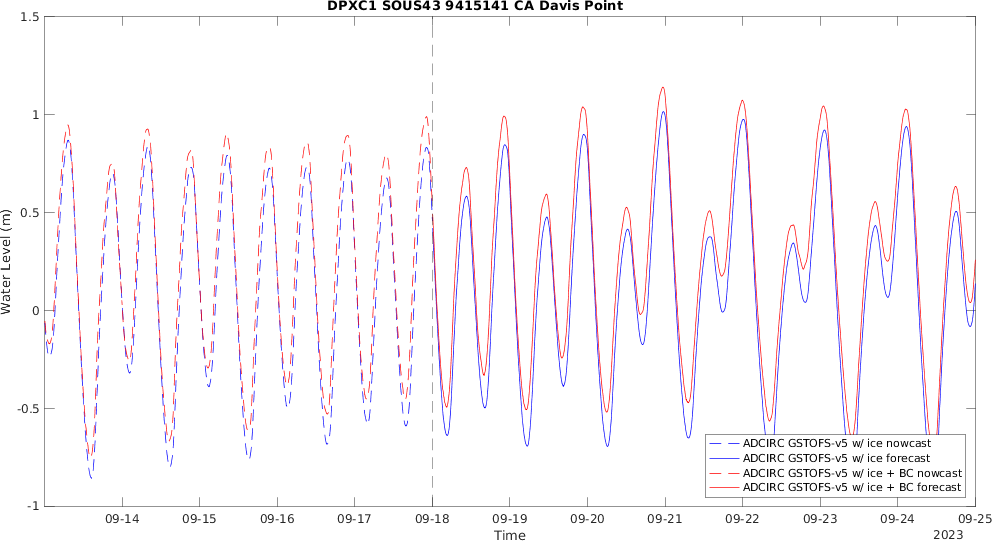 DPXC1 SOUS43 9415141 CA Davis Point
1.5
1
0.5
0
-0.5
-1
Water Level (m)
09-14 09-15 09-16 09-17 09-18 09-19 09-20 09-21 09-22 09-23 09-24 09-25
Time
2023
ADCIRC GSTOFS-v5 w/ ice nowcast
ADCIRC GSTOFS-v5 w/ ice forecast
ADCIRC GSTOFS-v5 w/ ice + BC nowcast
ADCIRC GSTOFS-v5 w/ ice + BC forecast